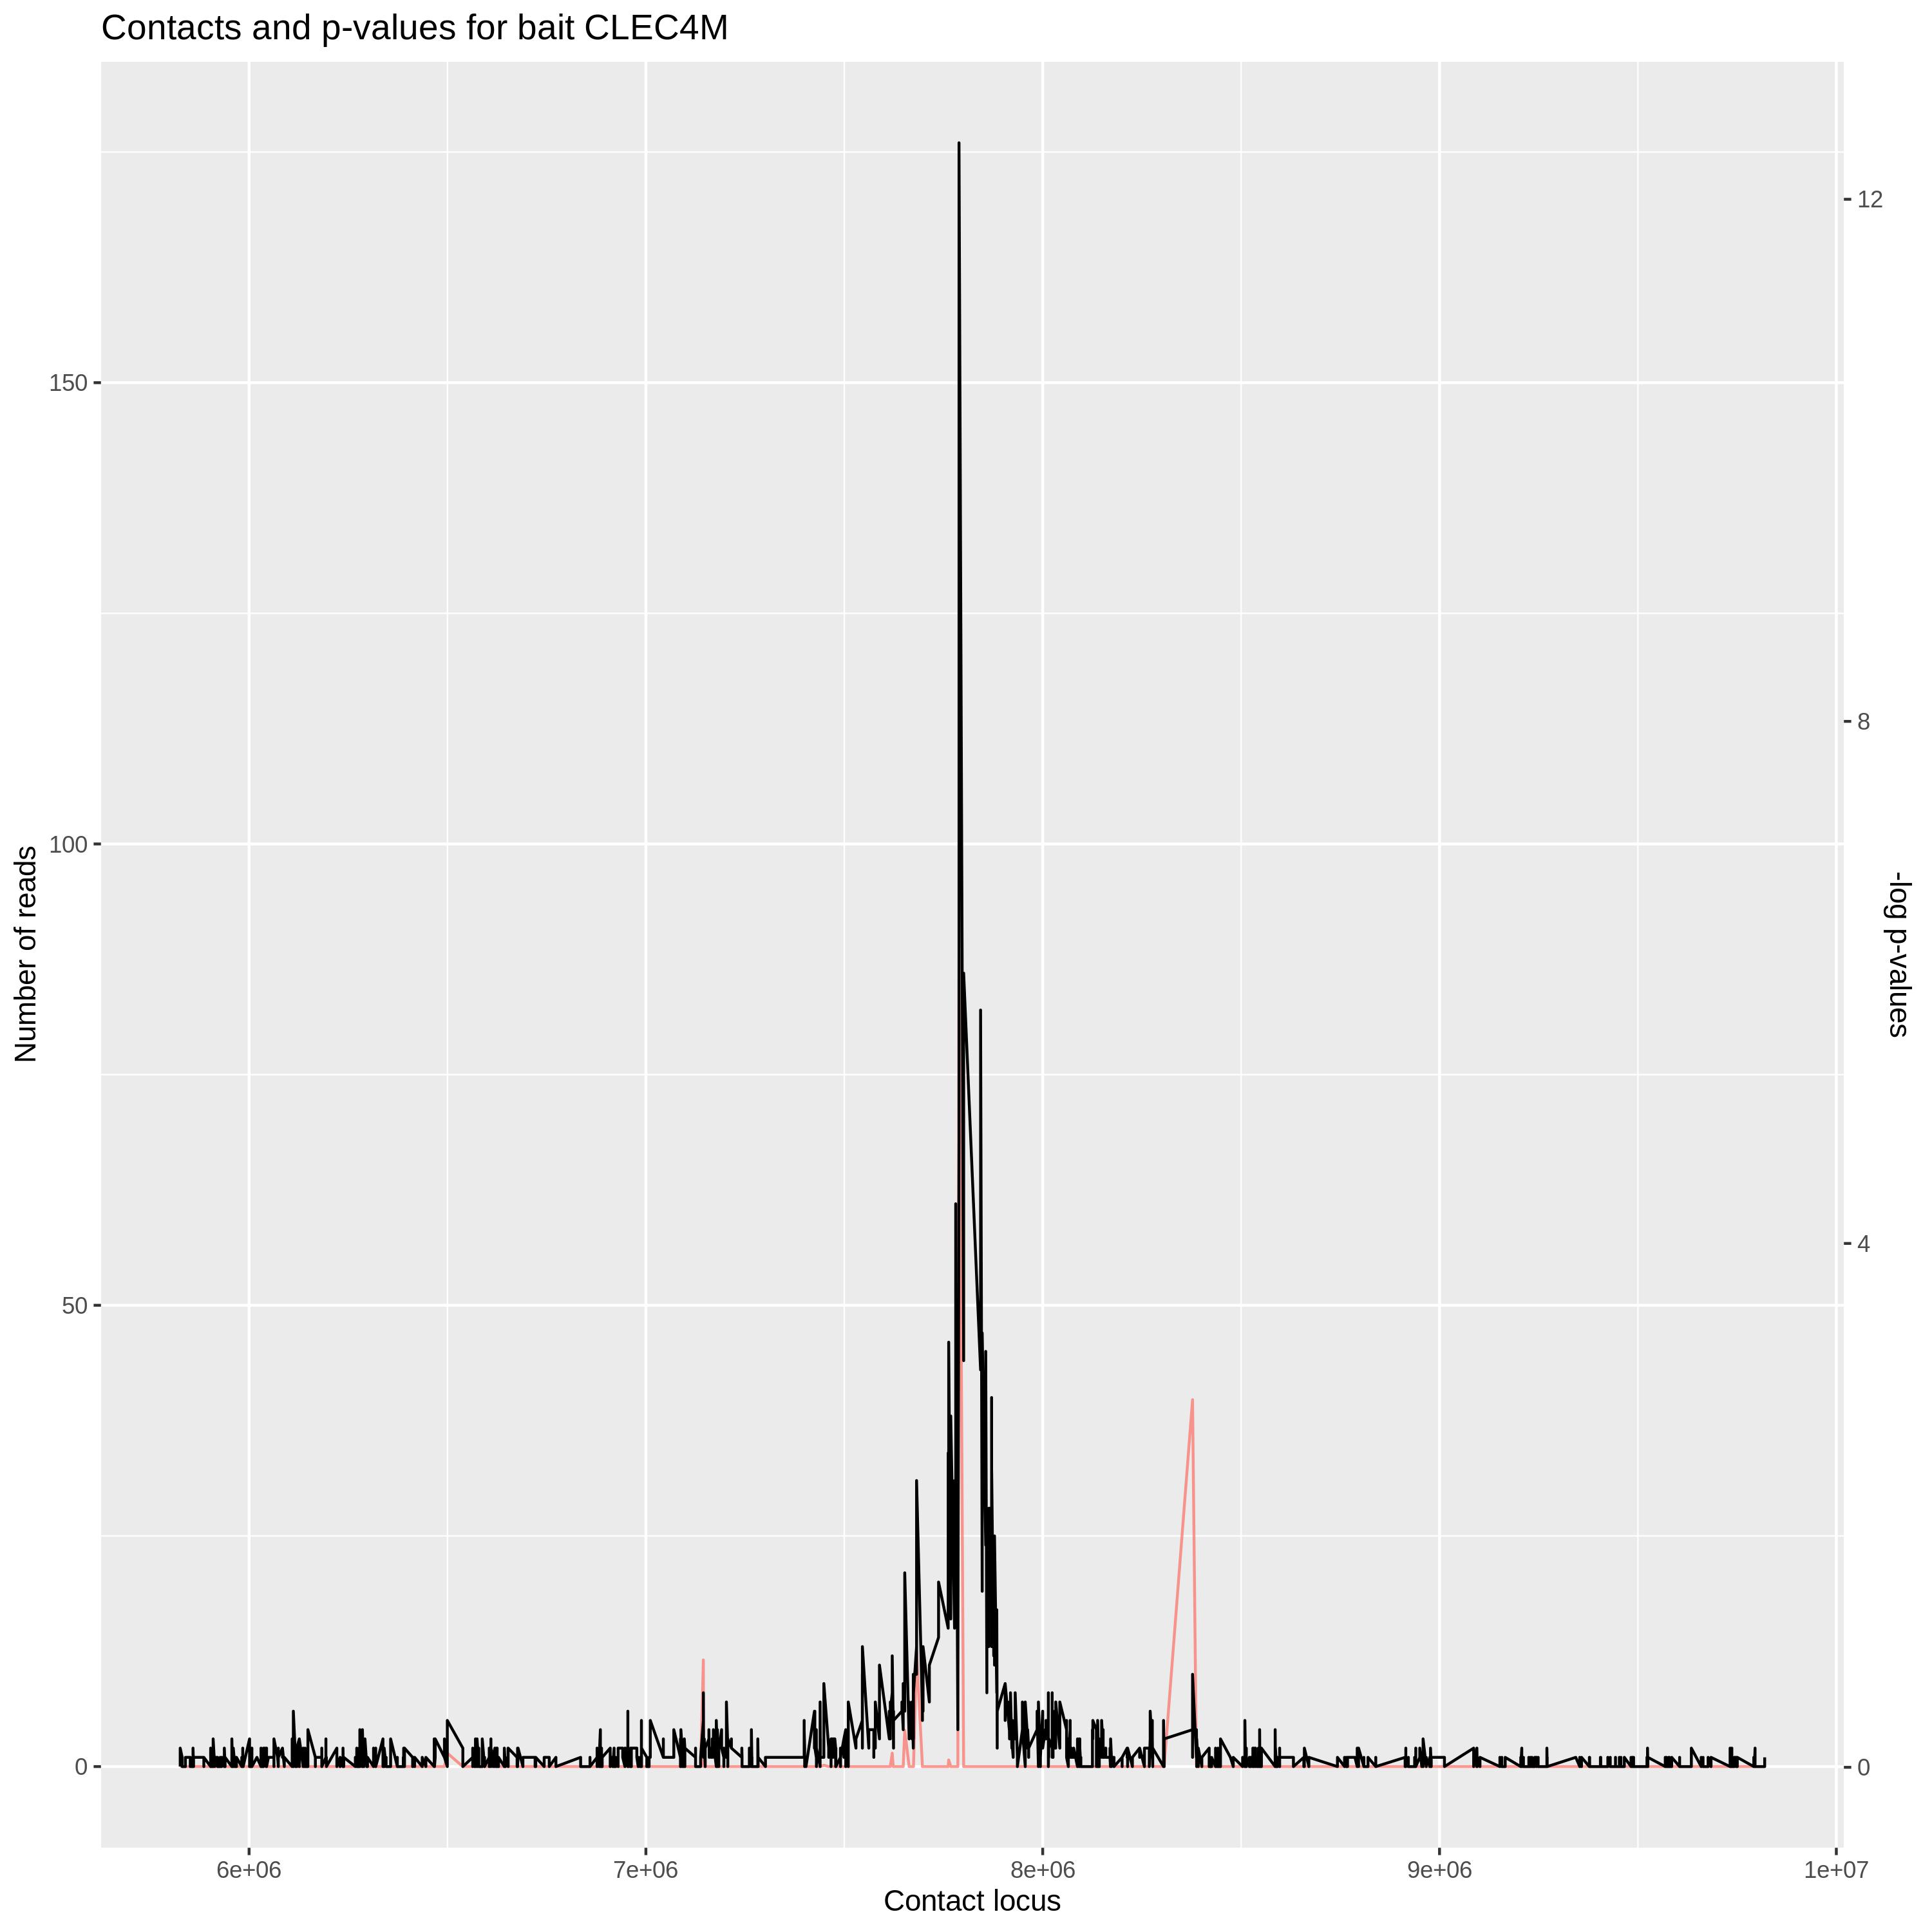 Contacts and p-values for bait CLEC4M
Number of reads
150
100
50
0
12
8
4
0
-log p-values
6e+06
7e+06
8e+06
9e+06
1e+07
Contact locus